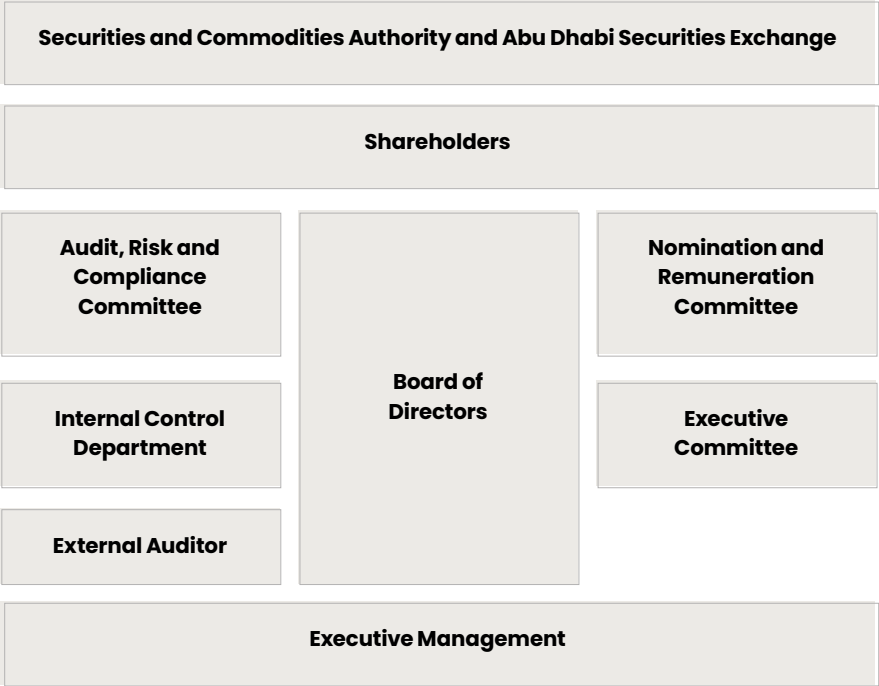 Securities and Commodities Authority and Abu Dhabi Securities Exchange
Shareholders
Audit, Risk and
Compliance
Committee
Internal Control
Department
External Auditor
Board of
Directors
Nomination and
Remuneration
Committee
Executive
Committee
Executive Management